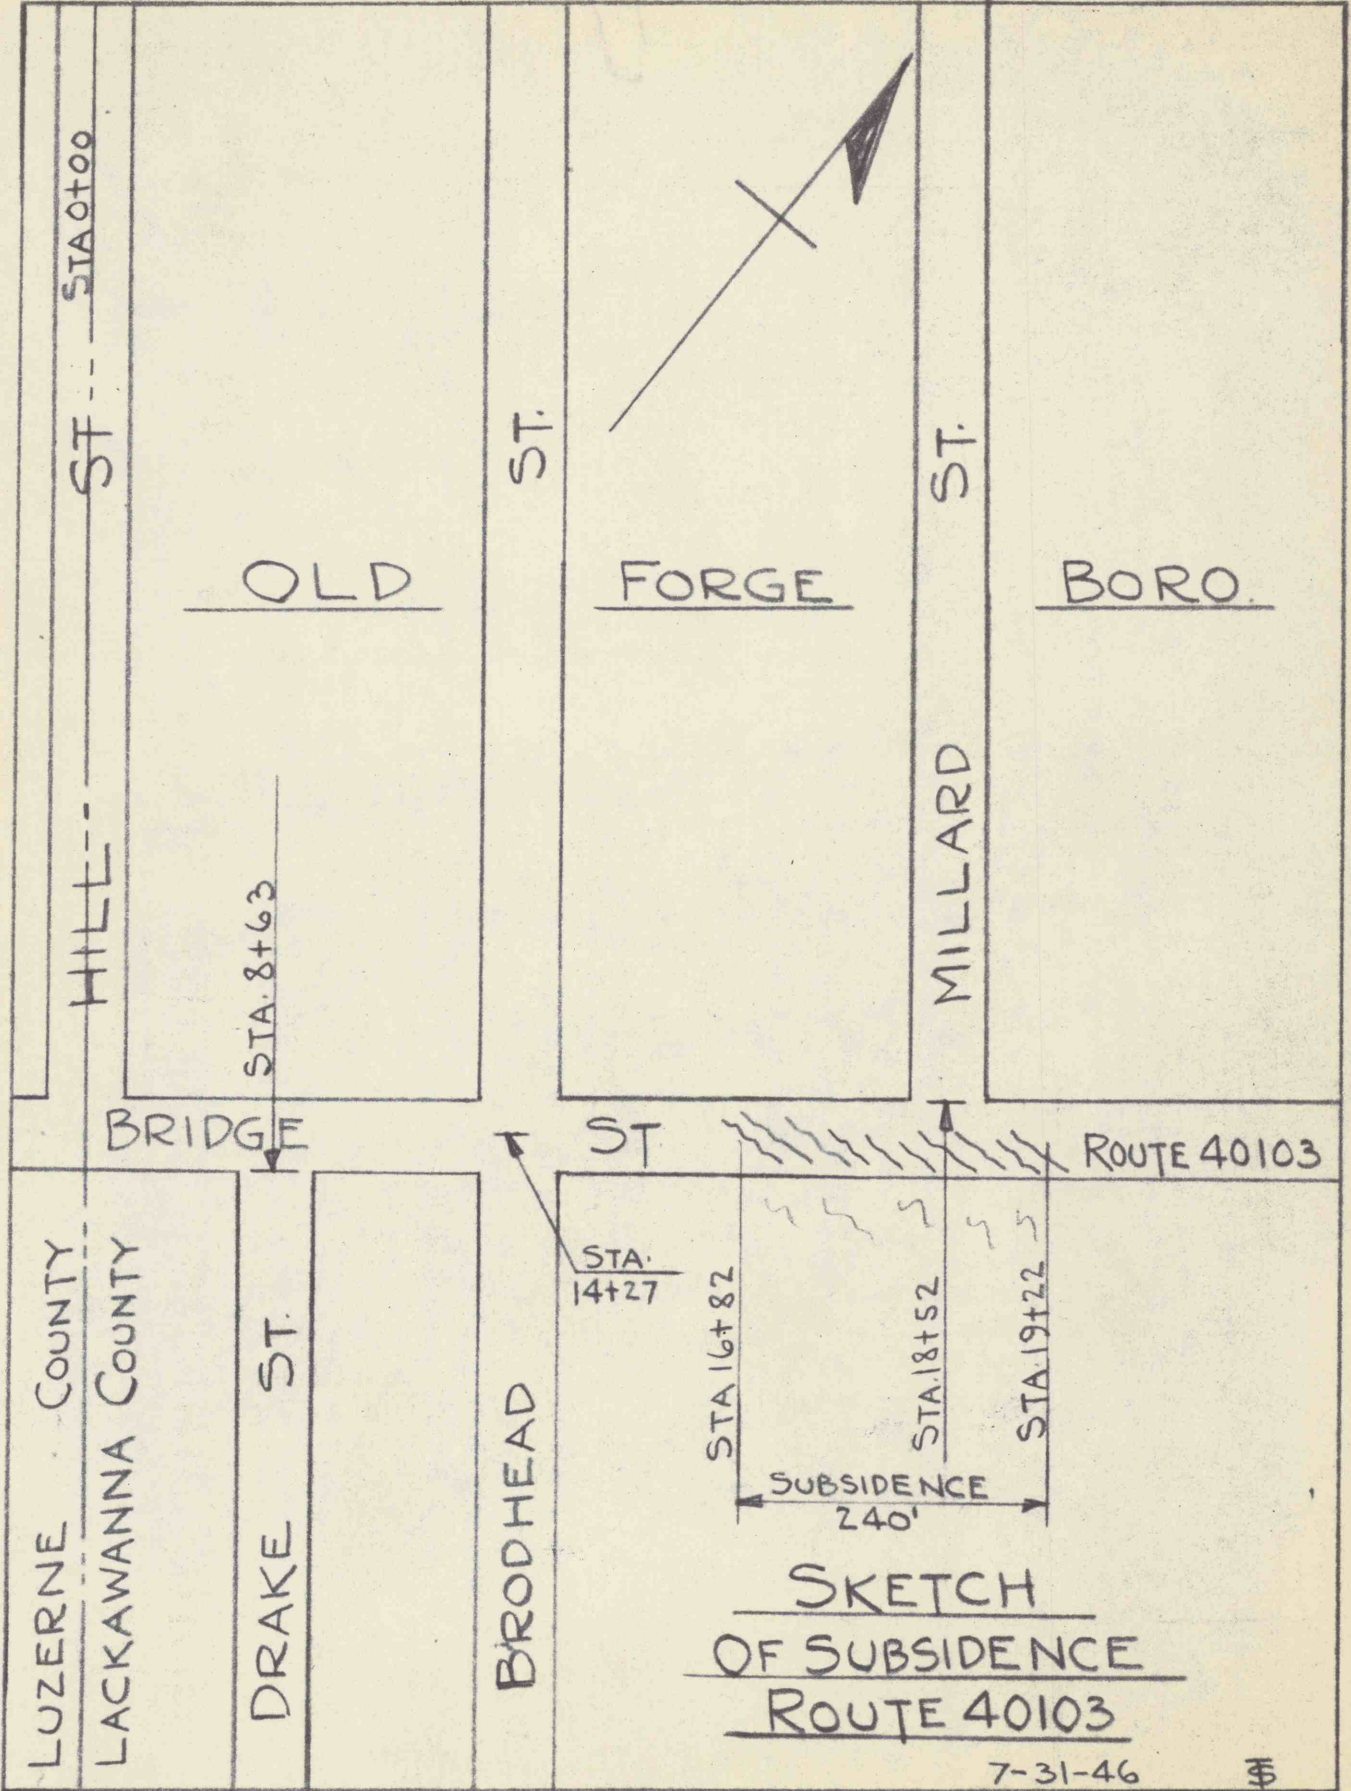 STA 0+00
HILL ST
BRODHEAD ST.
MILLARD ST.
OLD FORGE BORO.
STA. 8+63
BRIDGE ST ROUTE 40103
STA.
14+27
STA 16+82
STA. 18+52
STA. 19+22
LUZERNE COUNTY
LACKAWANNA COUNTY
DRAKE ST.
SUBSIDENCE
240'
SKETCH
OF SUBSIDENCE
ROUTE 40103
7-31-46